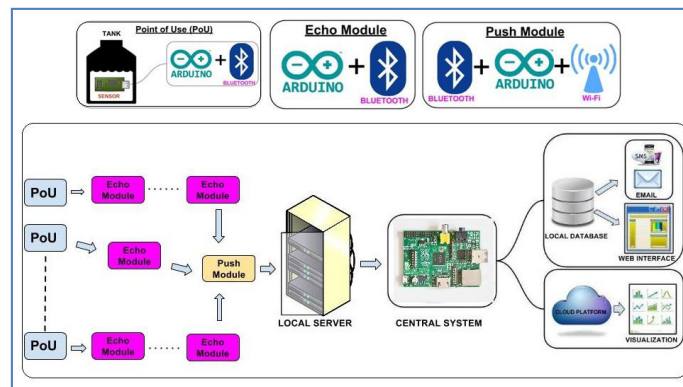 Point of Use (PoU)
TANK
SENSOR
ARDUINO
BLUETOOTH
Echo Module
ARDUINO
BLUETOOTH
Push Module
BLUETOOTH
ARDUINO
Wi-Fi
PoU
Echo
Module
Echo
Module
PoU
Echo
Module
Push
Module
PoU
Echo
Module
Echo
Module
LOCAL SERVER
CENTRAL SYSTEM
LOCAL DATABASE
SMS
EMAIL
WEB INTERFACE
CLOUD PLATFORM
VISUALIZATION